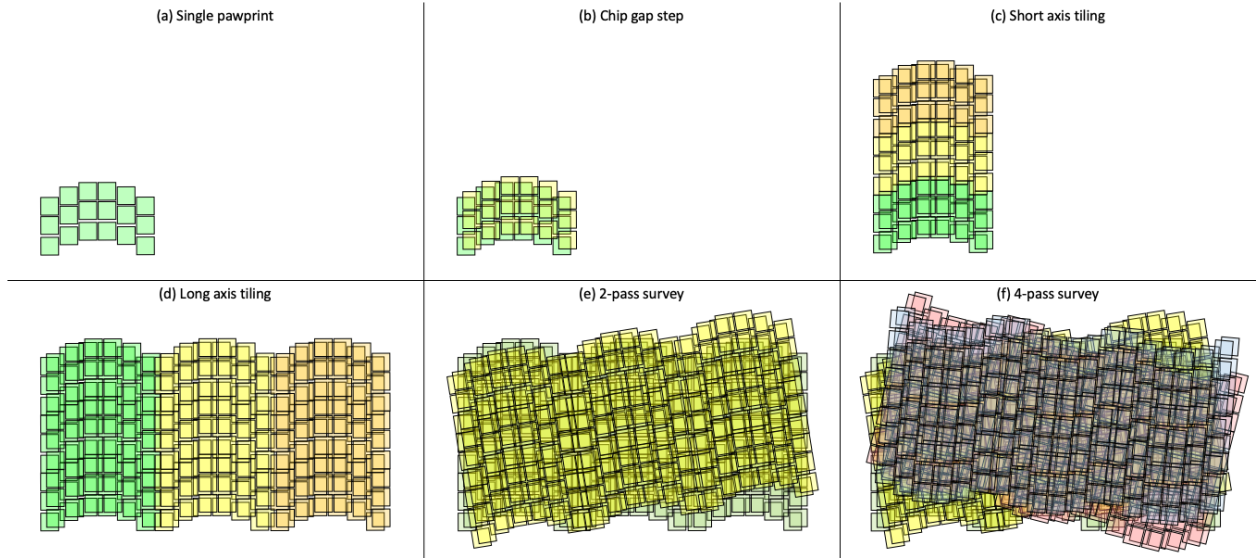 (a) Single pawprint
(b) Chip gap step
(c) Short axis tiling
(d) Long axis tiling
(e) 2-pass survey
(f) 4-pass survey